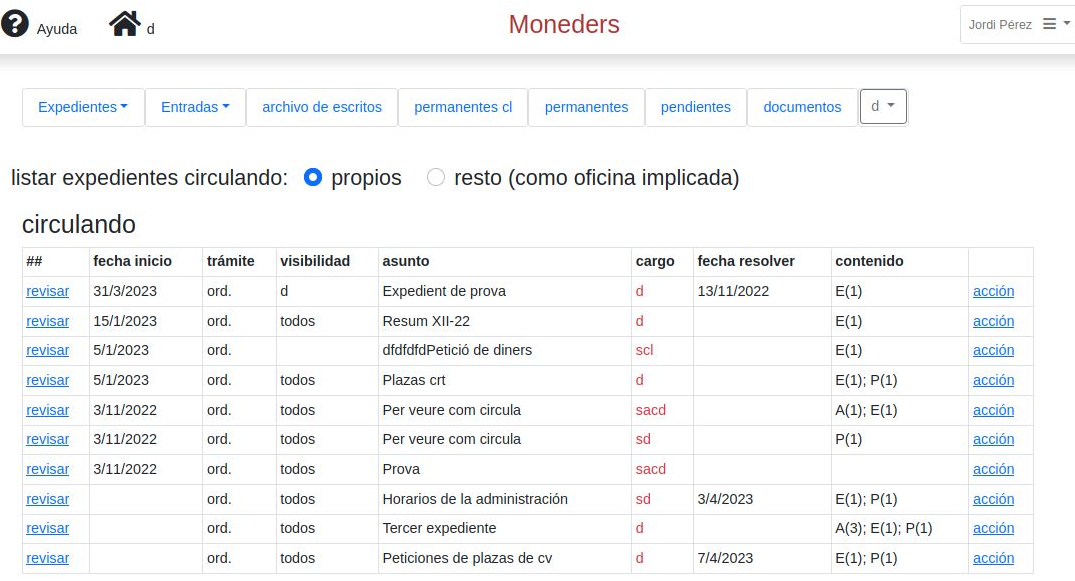 Ayuda d Moneders Jordi Pérez
Expedientes Entradas archivo de escritos permanentes cl permanentes pendientes documentos d
listar expedientes circulando: propios resto (como oficina implicada)
circulando
## fecha inicio trámite visibilidad asunto cargo fecha resolver contenido
revisar 31/3/2023 ord. d Expedient de prova d 13/11/2022 E(1) acción
revisar 15/1/2023 ord. todos Resum XII-22 d E(1) acción
revisar 5/1/2023 ord. dfdfdfdPetició de diners scl E(1) acción
revisar 5/1/2023 ord. todos Plazas crt d E(1); P(1) acción
revisar 3/11/2022 ord. todos Per veure com circula sacd A(1); E(1) acción
revisar 3/11/2022 ord. todos Per veure com circula sd P(1) acción
revisar 3/11/2022 ord. todos Prova sacd acción
revisar ord. todos Horarios de la administración sd 3/4/2023 E(1); P(1) acción
revisar ord. todos Tercer expediente d A(3); E(1); P(1) acción
revisar ord. todos Peticiones de plazas de cv d 7/4/2023 E(1); P(1) acción